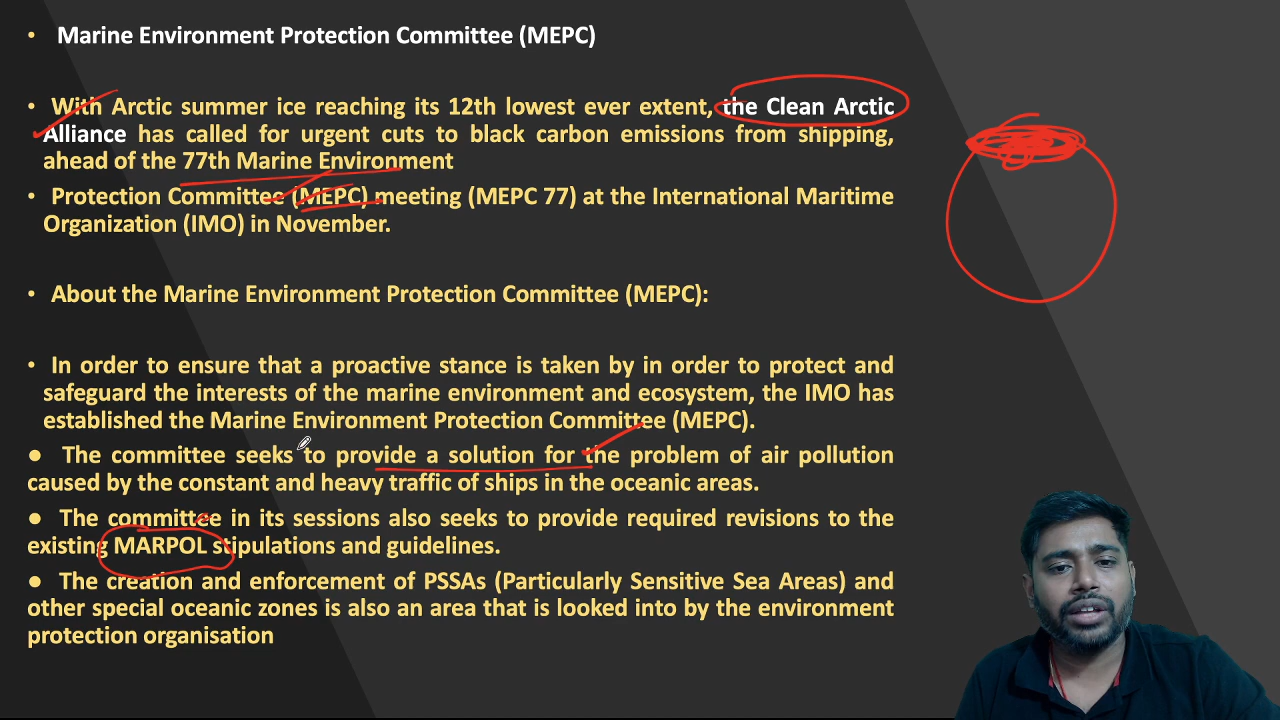 • Marine Environment Protection Committee (MEPC)
• With Arctic summer ice reaching its 12th lowest ever extent, the Clean Arctic
Alliance has called for urgent cuts to black carbon emissions from shipping,
ahead of the 77th Marine Environment
• Protection Committee (MEPC) meeting (MEPC 77) at the International Maritime
Organization (IMO) in November.
• About the Marine Environment Protection Committee (MEPC):
• In order to ensure that a proactive stance is taken by in order to protect and
safeguard the interests of the marine environment and ecosystem, the IMO has
established the Marine Environment Protection Committee (MEPC).
● The committee seeks to provide a solution for the problem of air pollution
caused by the constant and heavy traffic of ships in the oceanic areas.
● The committee in its sessions also seeks to provide required revisions to the
existing MARPOL stipulations and guidelines.
● The creation and enforcement of PSSAs (Particularly Sensitive Sea Areas) and
other special oceanic zones is also an area that is looked into by the environment
protection organisation